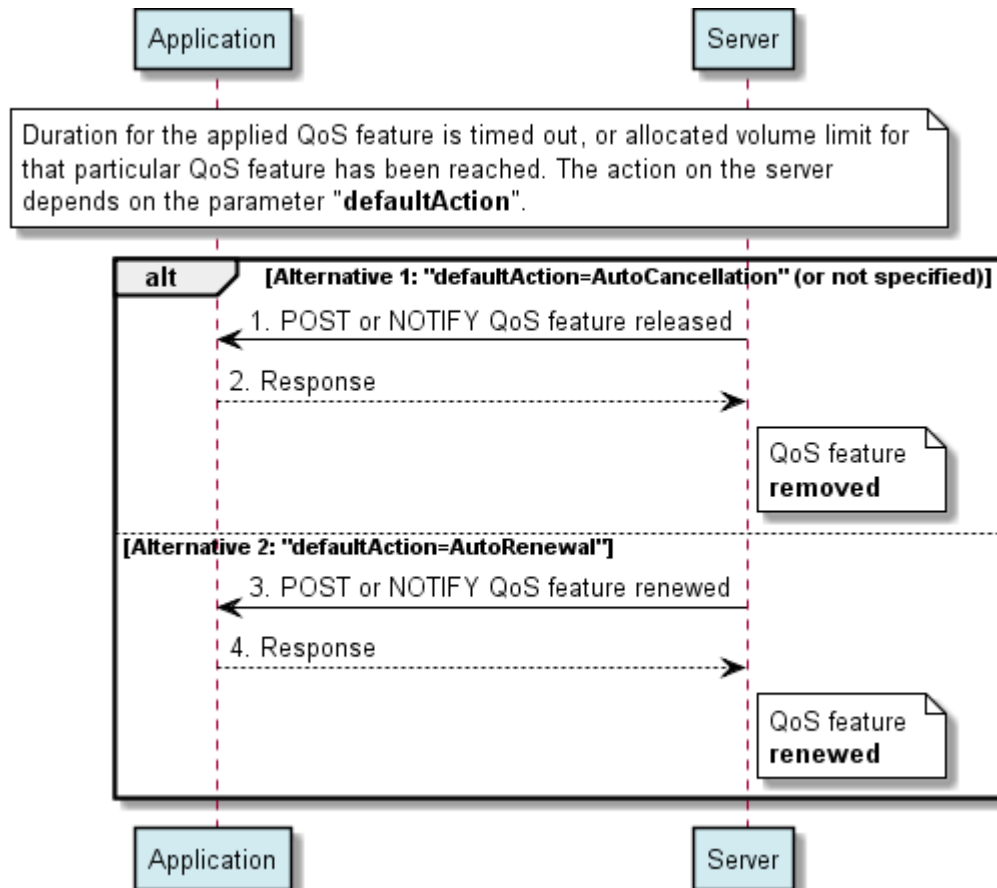 Application
Server
Duration for the applied QoS feature is timed out, or allocated volume limit for
that particular QoS feature has been reached. The action on the server
depends on the parameter "defaultAction".
alt
[Alternative 1: "defaultAction=AutoCancellation" (or not specified)]
1. POST or NOTIFY QoS feature released
2. Response
QoS feature
removed
[Alternative 2: "defaultAction=AutoRenewal"]
3. POST or NOTIFY QoS feature renewed
4. Response
QoS feature
renewed
Application
Server